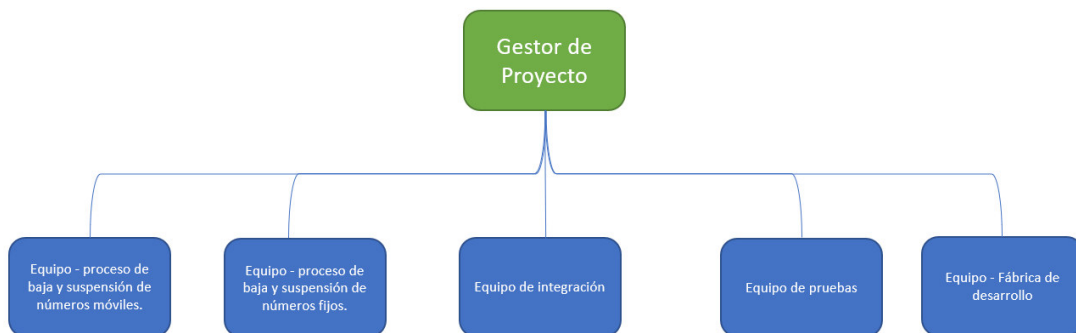 Gestor de
Proyecto
Equipo - proceso de
baja y suspensión de
números móviles.
Equipo - proceso de
baja y suspensión de
números fijos.
Equipo de integración
Equipo de pruebas
Equipo - Fábrica de
desarrollo